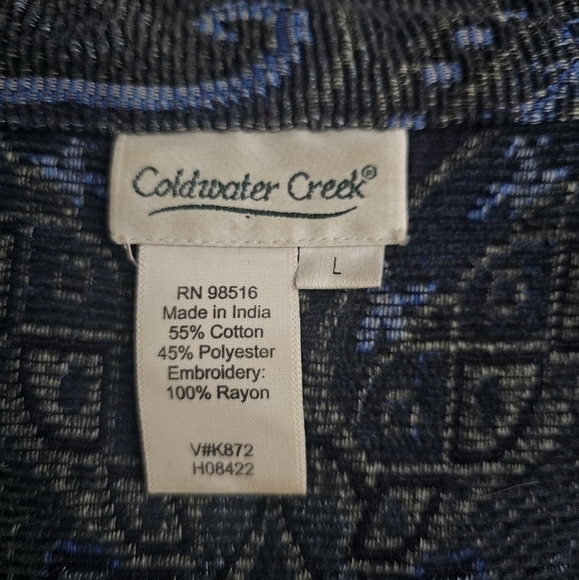 Coldwater Creek®
L
RN 98516
Made in India
55% Cotton
45% Polyester
Embroidery:
100% Rayon
V#K872
H08422